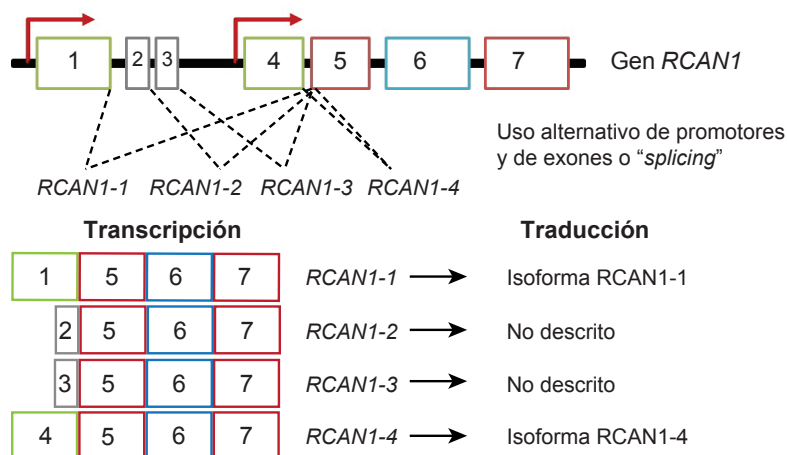 1 2 3 4 5 6 7 Gen RCAN1
Uso alternativo de promotores
y de exones o “splicing”
RCAN1-1 RCAN1-2 RCAN1-3 RCAN1-4
Transcripción Traducción
1 5 6 7 RCAN1-1 Isoforma RCAN1-1
2 5 6 7 RCAN1-2 No descrito
3 5 6 7 RCAN1-3 No descrito
4 5 6 7 RCAN1-4 Isoforma RCAN1-4